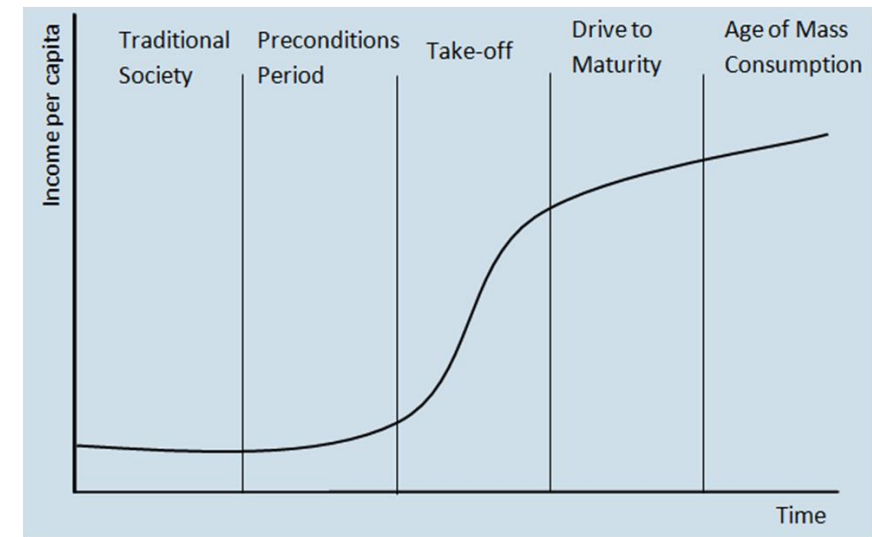 Income per capita
Traditional
Society
Preconditions
Period
Take-off
Drive to
Maturity
Age of Mass
Consumption
Time